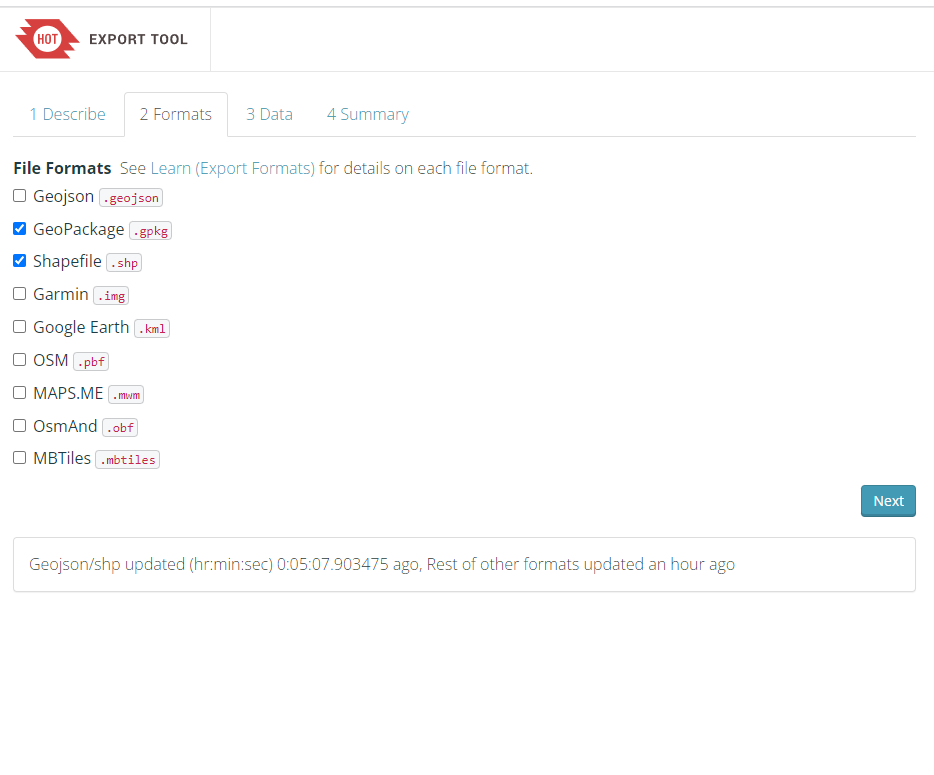 HOT EXPORT TOOL
1 Describe 2 Formats 3 Data 4 Summary
File Formats See Learn (Export Formats) for details on each file format.
Geojson .geojson
GeoPackage .gpkg
Shapefile .shp
Garmin .img
Google Earth .kml
OSM .pbf
MAPS.ME .mwm
OsmAnd .obf
MBTiles .mbtiles
Next
Geojson/shp updated (hr:min:sec) 0:05:07.903475 ago, Rest of other formats updated an hour ago